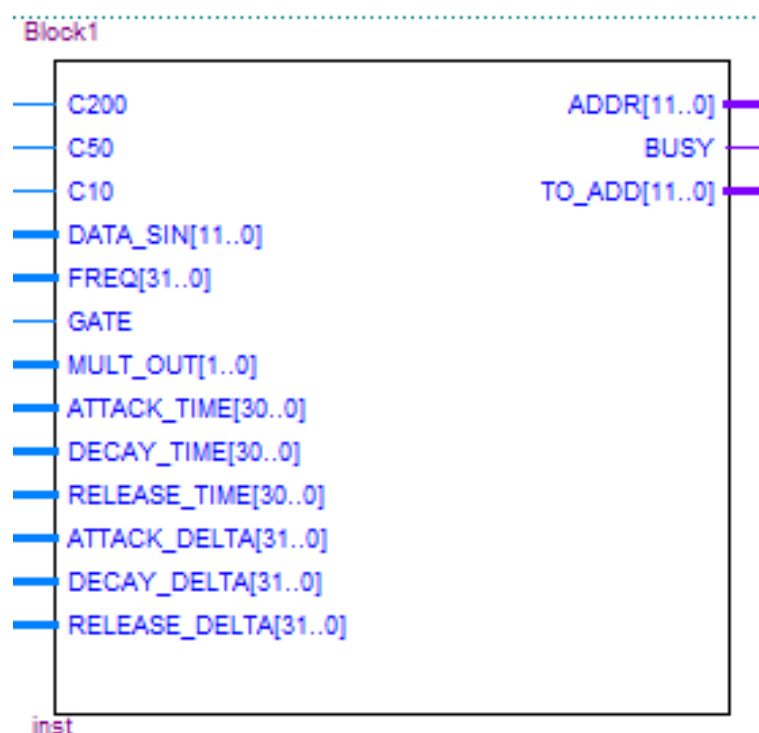 Block1
C200
C50
C10
DATA_SIN[11..0]
FREQ[31..0]
GATE
MULT_OUT[1..0]
ATTACK_TIME[30..0]
DECAY_TIME[30..0]
RELEASE_TIME[30..0]
ATTACK_DELTA[31..0]
DECAY_DELTA[31..0]
RELEASE_DELTA[31..0]
ADDR[11..0]
BUSY
TO_ADD[11..0]
inst